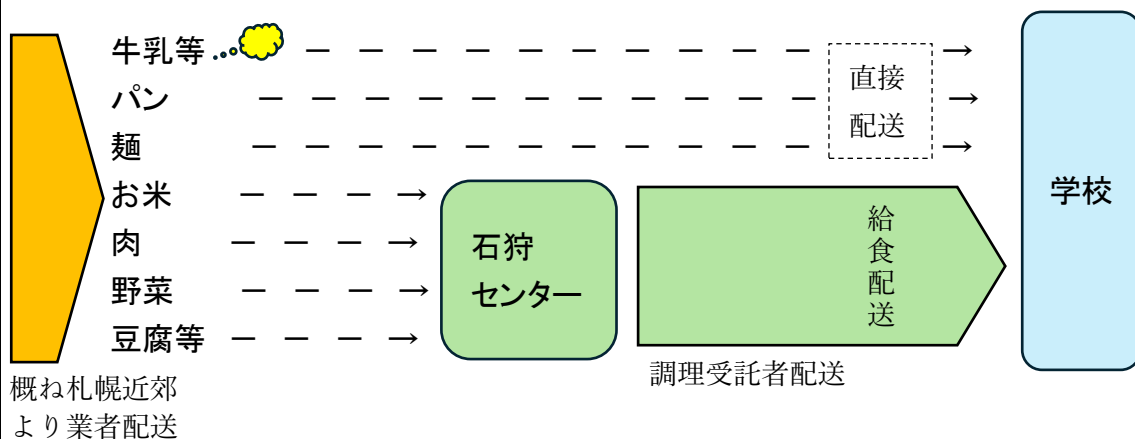 牛乳等
パン
麺
お米
肉
野菜
豆腐等
概ね札幌近郊
より業者配送
直接
配送
石狩
センター
給食配送
調理受託者配送
学校